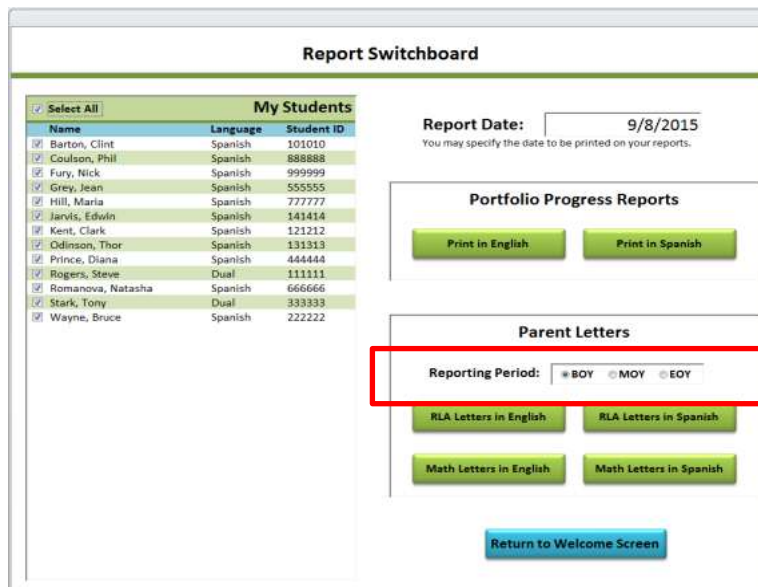 Report Switchboard
Select All My Students
Name Language Student ID
Barton, Clint Spanish 101010
Coulson, Phil Spanish 888888
Fury, Nick Spanish 999999
Grey, Jean Spanish 555555
Hill, Maria Spanish 777777
Jarvis, Edwin Spanish 141414
Kent, Clark Spanish 121212
Odinson, Thor Spanish 131313
Prince, Diana Spanish 444444
Rogers, Steve Dual 111111
Romanova, Natasha Spanish 666666
Stark, Tony Dual 333333
Wayne, Bruce Spanish 222222
Report Date: 9/8/2015
You may specify the date to be printed on your reports.
Portfolio Progress Reports
Print in English Print in Spanish
Parent Letters
Reporting Period: BOY MOY EOY
RLA Letters in English RLA Letters in Spanish
Math Letters in English Math Letters in Spanish
Return to Welcome Screen